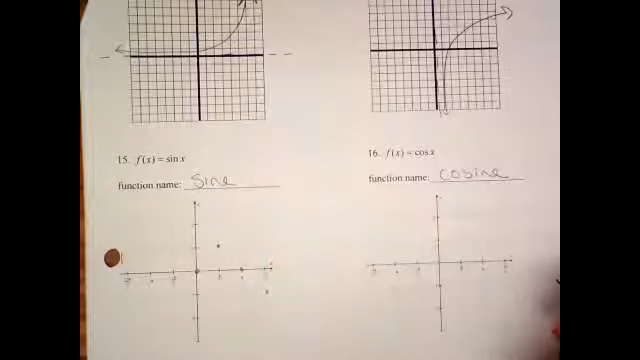 15. f(x) = sin x
function name: sine
16. f(x) = cos x
function name: cosine